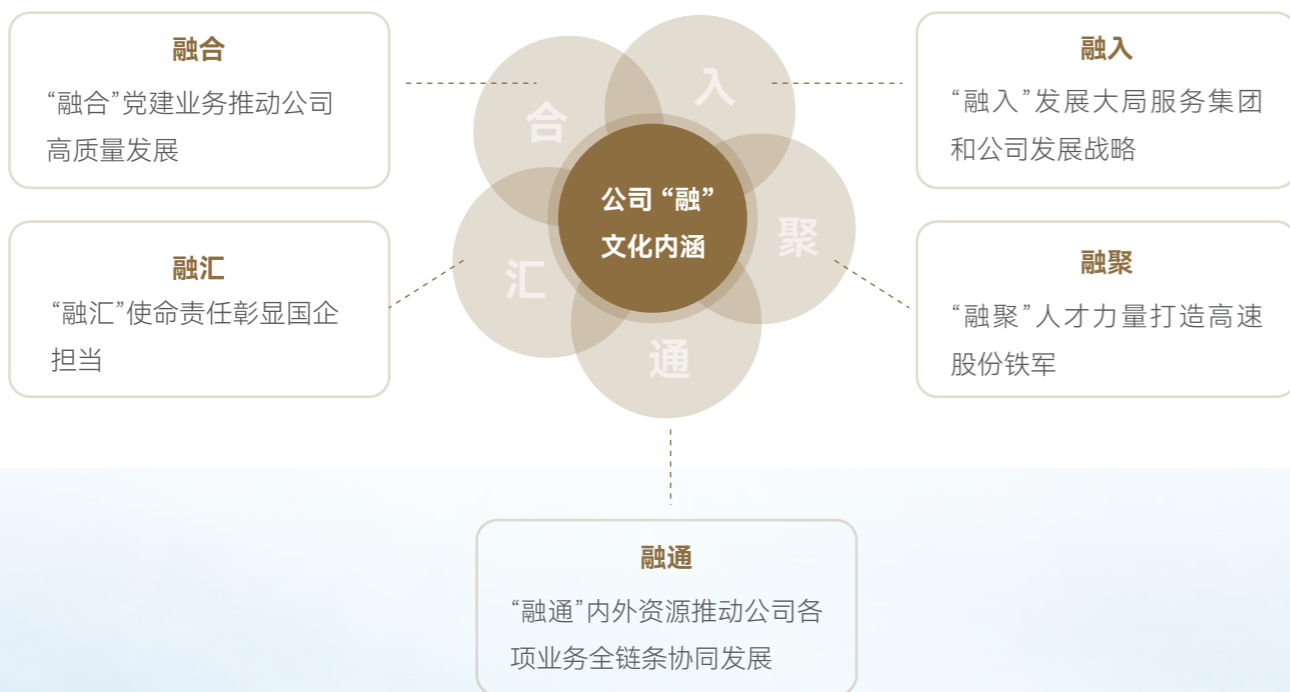 融合
“融合”党建业务推动公司
高质量发展
融汇
“融汇”使命责任彰显国企
担当
合
入
汇
聚
通
公司“融”
文化内涵
融入
“融入”发展大局服务集团
和公司发展战略
融聚
“融聚”人才力量打造高速
股份铁军
融通
“融通”内外资源推动公司各
项业务全链条协同发展